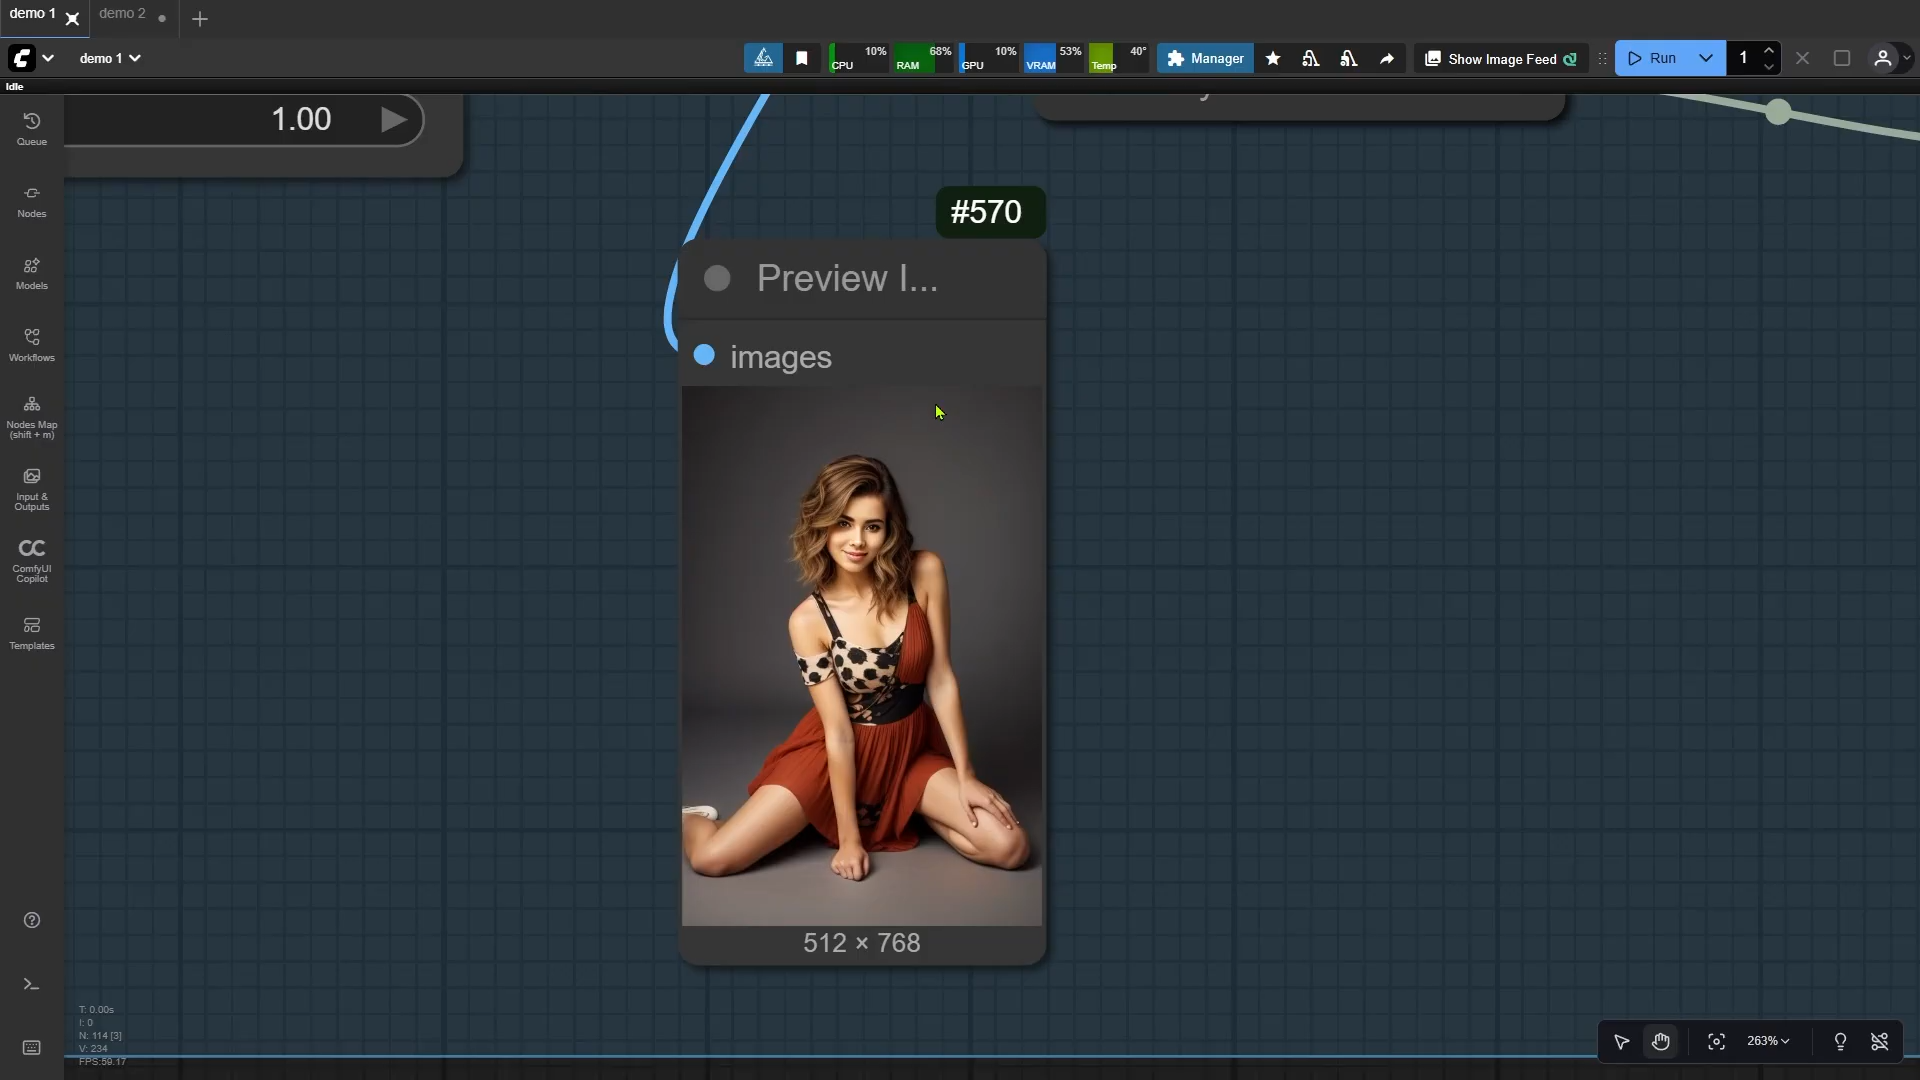 demo 1
demo 2
demo 1
10%
CPU
68%
RAM
10%
GPU
53%
VRAM
40°
Temp
Manager
Show Image Feed
Run
1
Idle
Queue
Nodes
Models
Workflows
Nodes Map
(shift + m)
Input &
Outputs
ComfyUI
Copilot
Templates
1.00
#570
Preview I...
images
512 × 768
T: 0.00s
I: 0
N: 114 [3]
V: 234
FPS:59.17
263%